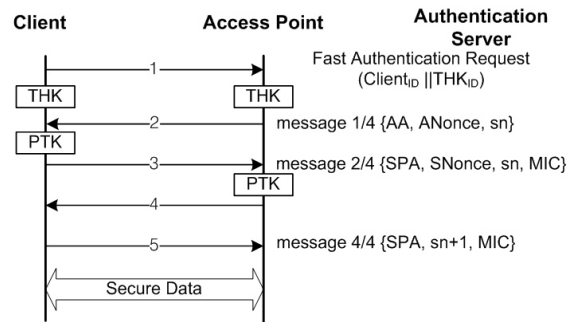 Client
Access Point
Authentication
Server
Fast Authentication Request
(ClientID ||THKID)
1
THK
THK
2
message 1/4 {AA, ANonce, sn}
PTK
3
message 2/4 {SPA, SNonce, sn, MIC}
PTK
4
5
message 4/4 {SPA, sn+1, MIC}
Secure Data